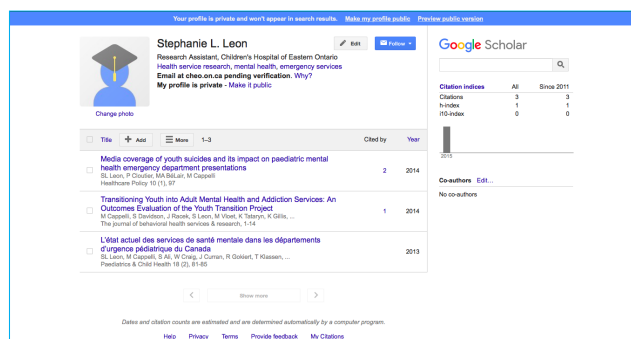 Your profile is private and won't appear in search results. Make my profile public Preview public version
Stephanie L. Leon
Edit
Follow
Research Assistant, Children's Hospital of Eastern Ontario
Health service research, mental health, emergency services
Email at cheo.on.ca pending verification. Why?
My profile is private - Make it public
Change photo
Google Scholar
Citation indices All Since 2011
Citations 3 3
h-index 1 1
i10-index 0 0
2015
Co-authors Edit...
No co-authors
Title Add More 1–3 Cited by Year
Media coverage of youth suicides and its impact on paediatric mental
health emergency department presentations
SL Leon, P Cloutier, MA BéLair, M Cappelli
Healthcare Policy 10 (1), 97
2 2014
Transitioning Youth into Adult Mental Health and Addiction Services: An
Outcomes Evaluation of the Youth Transition Project
M Cappelli, S Davidson, J Racek, S Leon, M Vloet, K Tataryn, K Gillis, ...
The journal of behavioral health services & research, 1-14
1 2014
L'état actuel des services de santé mentale dans les départements
d'urgence pédiatrique du Canada
SL Leon, M Cappelli, S Ali, W Craig, J Curran, R Gokiert, T Klassen, ...
Paediatrics & Child Health 18 (2), 81-85
2013
Show more
Dates and citation counts are estimated and are determined automatically by a computer program.
Help Privacy Terms Provide feedback My Citations